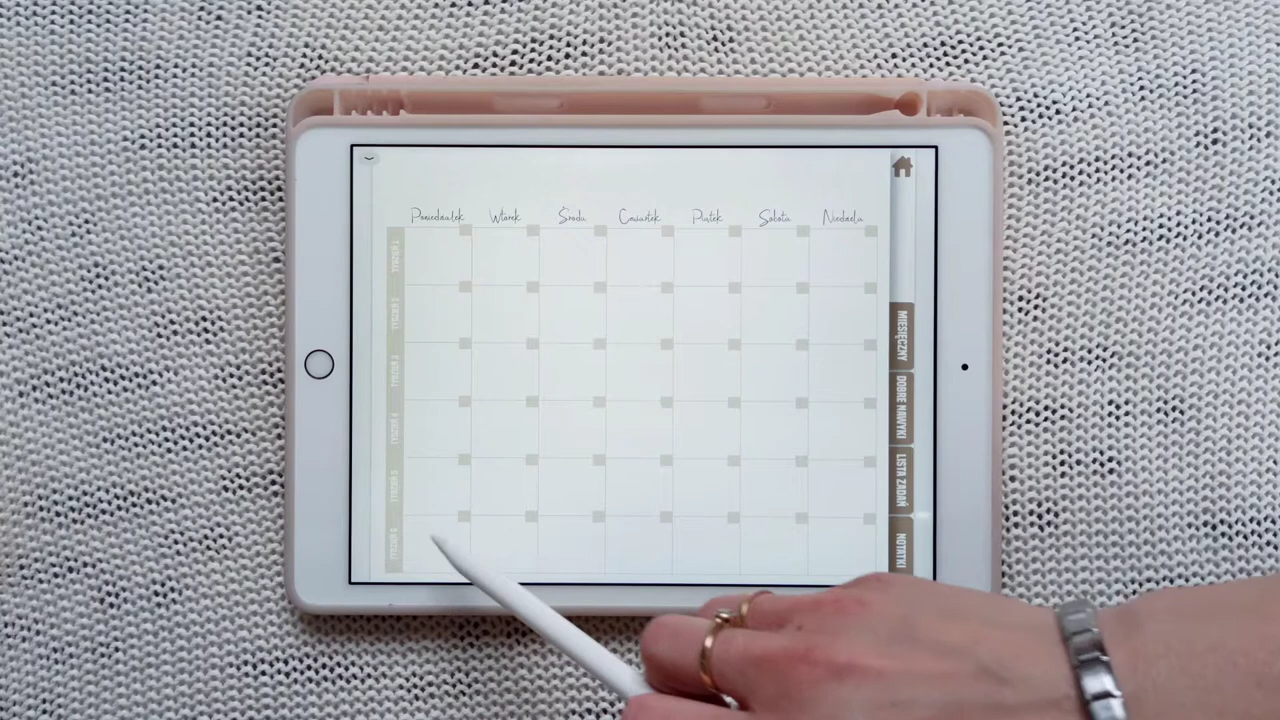 Poniedziałek Wtorek Środa Czwartek Piątek Sobota Niedziela
MIESIĘCZNY
DOBRE NAWYKI
LISTA ZADAŃ
NOTATKI